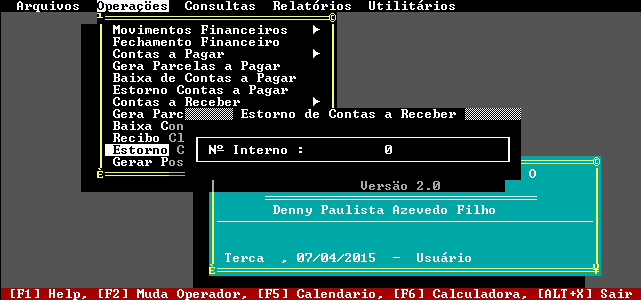 Arquivos Operações Consultas Relatórios Utilitários
Movimentos Financeiros
Fechamento Financeiro
Contas a Pagar
Gera Parcelas a Pagar
Baixa de Contas a Pagar
Estorno Contas a Pagar
Contas a Receber
Gera Parc
Estorno de Contas a Receber
Baixa Con
Recibo Cl
Nº Interno : 0
Estorno C
Gerar Pos
O
Versäo 2.0
Denny Paulista Azevedo Filho
Terca , 07/04/2015 - Usuário
[F1] Help, [F2] Muda Operador, [F5] Calendario, [F6] Calculadora, [ALT+X] Sair